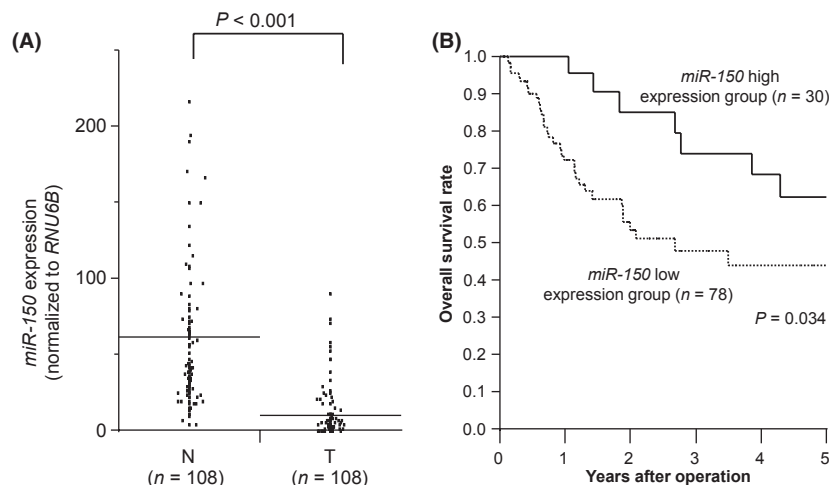 (A)
P < 0.001
miR-150 expression
(normalized to RNU6B)
200
100
0
N
(n = 108)
T
(n = 108)
(B)
Overall survival rate
1.0
0.9
0.8
0.7
0.6
0.5
0.4
0.3
0.2
0.1
0.0
miR-150 high
expression group (n = 30)
miR-150 low
expression group (n = 78)
P = 0.034
0
1
2
3
4
5
Years after operation